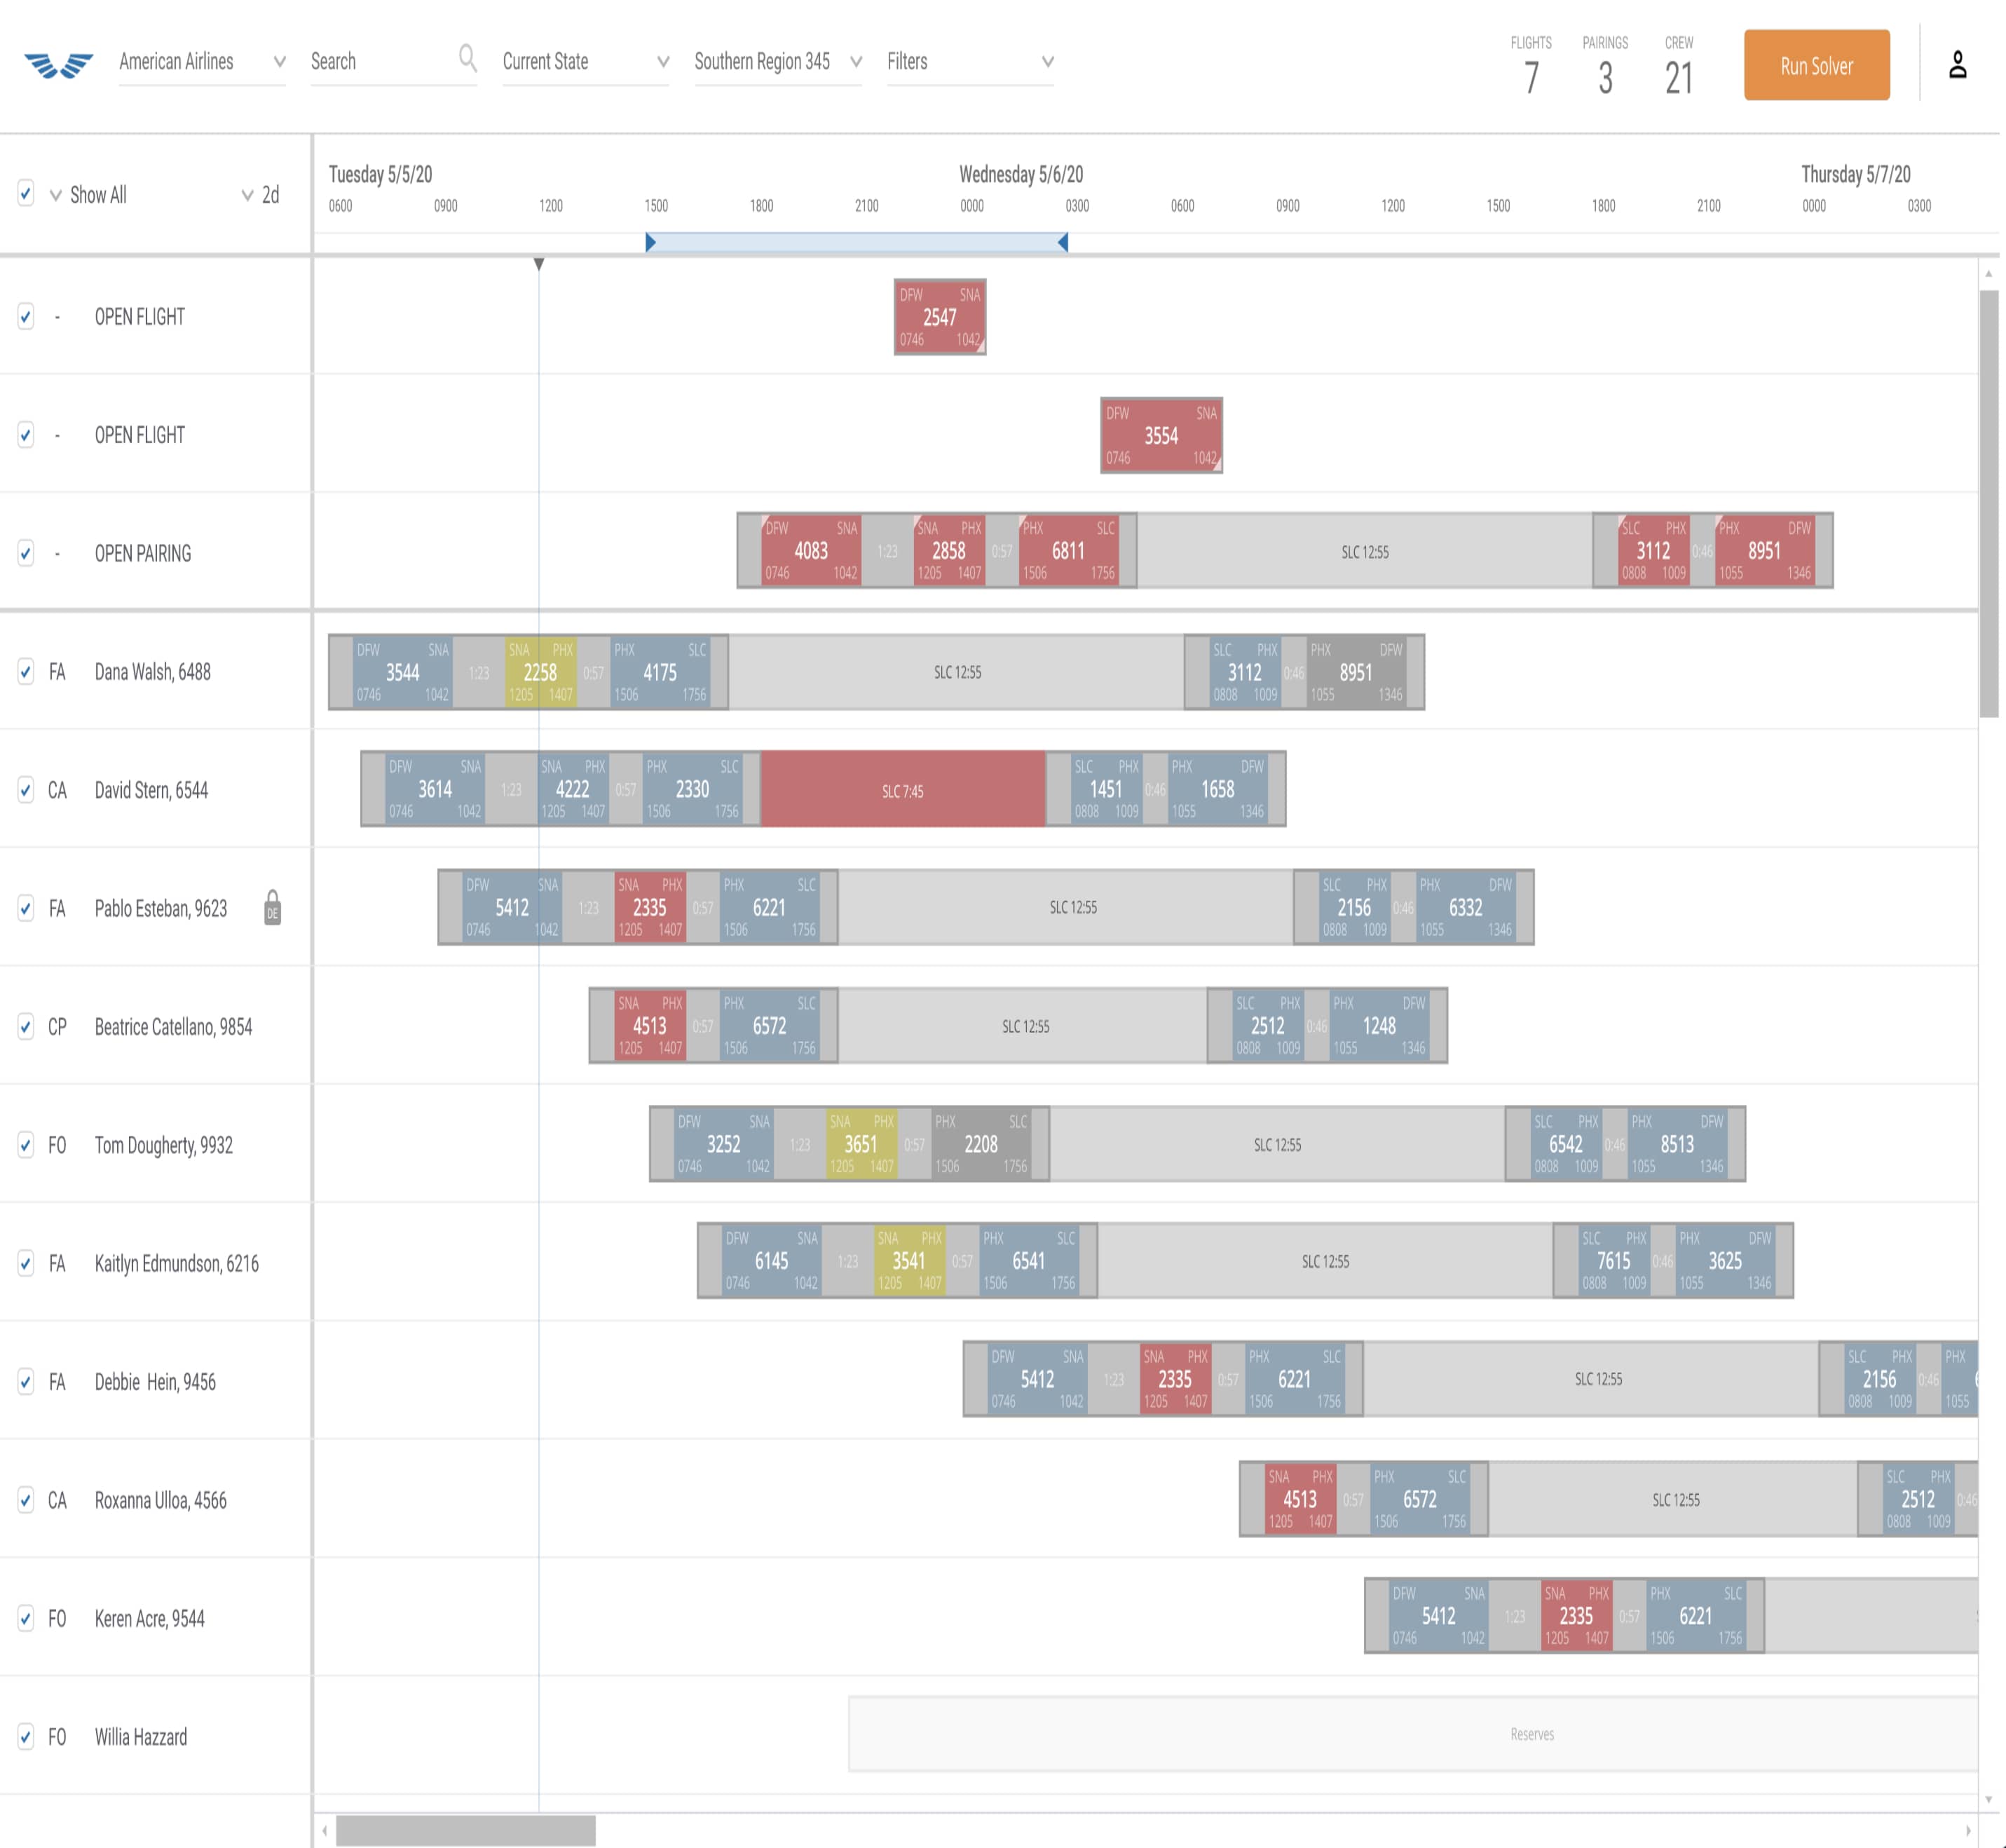 American Airlines Search Current State Southern Region 345 Filters FLIGHTS PAIRINGS CREW
7 3 21 Run Solver
Show All 2d
Tuesday 5/5/20 Wednesday 5/6/20 Thursday 5/7/20
0600 0900 1200 1500 1800 2100 0000 0300 0600 0900 1200 1500 1800 2100 0000 0300
- OPEN FLIGHT
DFW SNA
2547
0746 1042
- OPEN FLIGHT
DFW SNA
3554
0746 1042
- OPEN PAIRING
DFW SNA SNA PHX PHX SLC SLC PHX PHX DFW
4083 1:23 2858 0:57 6811 SLC 12:55 3112 0:46 8951
0746 1042 1205 1407 1506 1756 0808 1009 1055 1346
FA Dana Walsh, 6488
DFW SNA SNA PHX PHX SLC SLC PHX PHX DFW
3544 1:23 2258 0:57 4175 SLC 12:55 3112 0:46 8951
0746 1042 1205 1407 1506 1756 0808 1009 1055 1346
CA David Stern, 6544
DFW SNA SNA PHX PHX SLC SLC PHX PHX DFW
3614 1:23 4222 0:57 2330 SLC 7:45 1451 0:46 1658
0746 1042 1205 1407 1506 1756 0808 1009 1055 1346
FA Pablo Esteban, 9623 DE
DFW SNA SNA PHX PHX SLC SLC PHX PHX DFW
5412 1:23 2335 0:57 6221 SLC 12:55 2156 0:46 6332
0746 1042 1205 1407 1506 1756 0808 1009 1055 1346
CP Beatrice Catellano, 9854
SNA PHX PHX SLC SLC PHX PHX DFW
4513 0:57 6572 SLC 12:55 2512 0:46 1248
1205 1407 1506 1756 0808 1009 1055 1346
FO Tom Dougherty, 9932
DFW SNA SNA PHX PHX SLC SLC PHX PHX DFW
3252 1:23 3651 0:57 2208 SLC 12:55 6542 0:46 8513
0746 1042 1205 1407 1506 1756 0808 1009 1055 1346
FA Kaitlyn Edmundson, 6216
DFW SNA SNA PHX PHX SLC SLC PHX PHX DFW
6145 1:23 3541 0:57 6541 SLC 12:55 7615 0:46 3625
0746 1042 1205 1407 1506 1756 0808 1009 1055 1346
FA Debbie Hein, 9456
DFW SNA SNA PHX PHX SLC SLC PHX PHX
5412 1:23 2335 0:57 6221 SLC 12:55 2156 0:46
0746 1042 1205 1407 1506 1756 0808 1009 1055
CA Roxanna Ulloa, 4566
SNA PHX PHX SLC SLC PHX
4513 0:57 6572 SLC 12:55 2512 0:46
1205 1407 1506 1756 0808 1009
FO Keren Acre, 9544
DFW SNA SNA PHX PHX SLC
5412 1:23 2335 0:57 6221
0746 1042 1205 1407 1506 1756
FO Willia Hazzard
Reserves